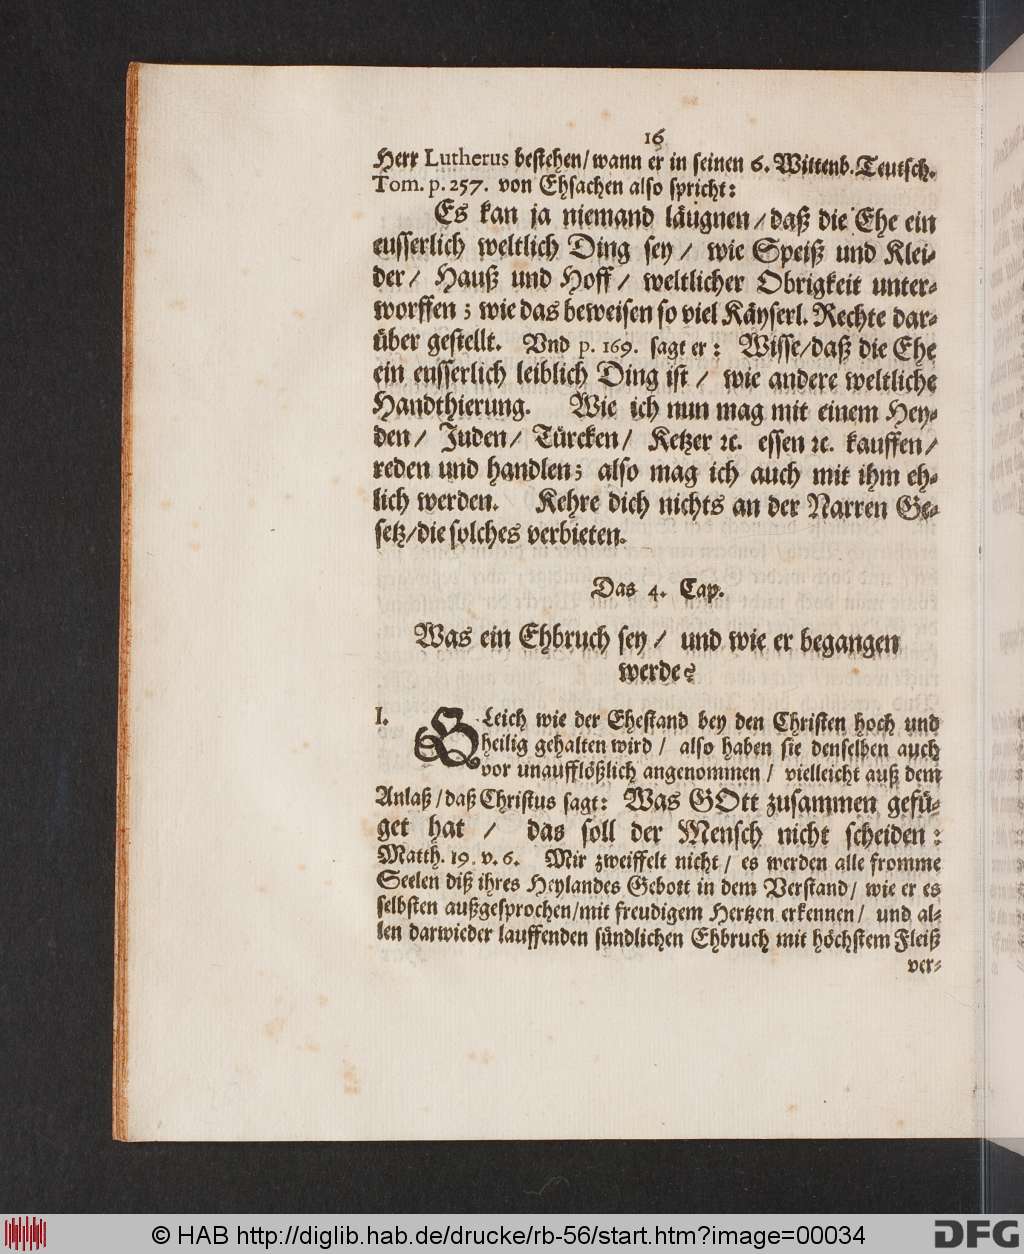 16
Herr Lutherus bestehen/wann er in seinen 6. Wittenb. Teutsch.
Tom. p. 257. von Ehsachen also spricht:
Es kan ja niemand läugnen/daß die Ehe ein
eusserlich weltlich Ding sey/ wie Speiß und Klei-
der/ Hauß und Hoff/ weltlicher Obrigkeit unter-
worffen; wie das beweisen so viel Käyserl. Rechte dar-
über gestellt. Vnd p. 169. sagt er: Wisse/daß die Ehe
ein eusserlich leiblich Ding ist/ wie andere weltliche
Handthierung. Wie ich nun mag mit einem Hey-
den/ Juden/ Türcken/ Ketzer ꝛc. essen ꝛc. kauffen/
reden und handlen; also mag ich auch mit ihm eh-
lich werden. Kehre dich nichts an der Narren Ge-
setz/die solches verbieten.
Das 4. Cap.
Was ein Ehbruch sey/ und wie er begangen
werde?
I. GLeich wie der Ehestand bey den Christen hoch und
heilig gehalten wird/ also haben sie denselben auch
vor unaufflößlich angenommen/ vielleicht auß dem
Anlaß/daß Christus sagt: Was GOtt zusammen gefü-
get hat/ das soll der Mensch nicht scheiden:
Matth. 19. v. 6. Mir zweiffelt nicht/ es werden alle fromme
Seelen diß ihres Heylandes Gebott in dem Verstand/ wie er es
selbsten außgesprochen/mit freudigem Hertzen erkennen/ und al-
len darwieder lauffenden sündlichen Ehbruch mit höchstem Fleiß
ver-
© HAB http://diglib.hab.de/drucke/rb-56/start.htm?image=00034
DFG